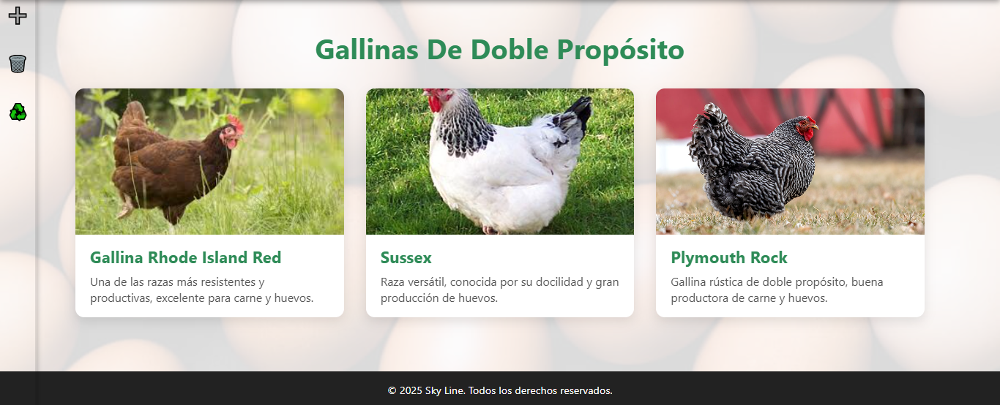 Gallinas De Doble Propósito
Gallina Rhode Island Red
Una de las razas más resistentes y
productivas, excelente para carne y huevos.
Sussex
Raza versátil, conocida por su docilidad y gran
producción de huevos.
Plymouth Rock
Gallina rústica de doble propósito, buena
productora de carne y huevos.
© 2025 Sky Line. Todos los derechos reservados.